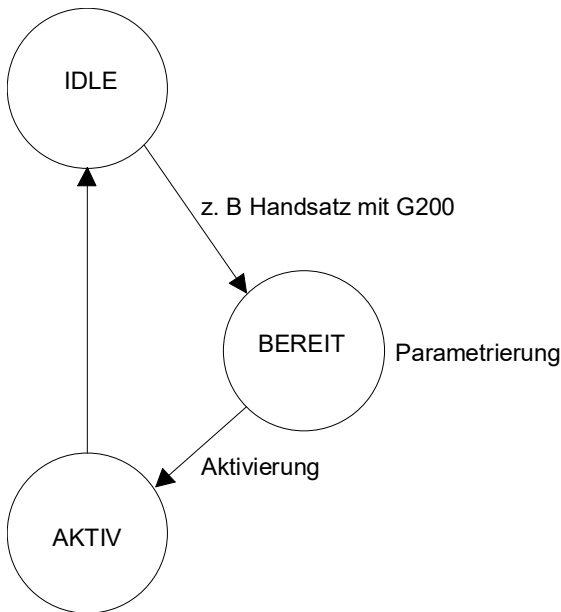 IDLE
z. B Handsatz mit G200
BEREIT
Parametrierung
Aktivierung
AKTIV